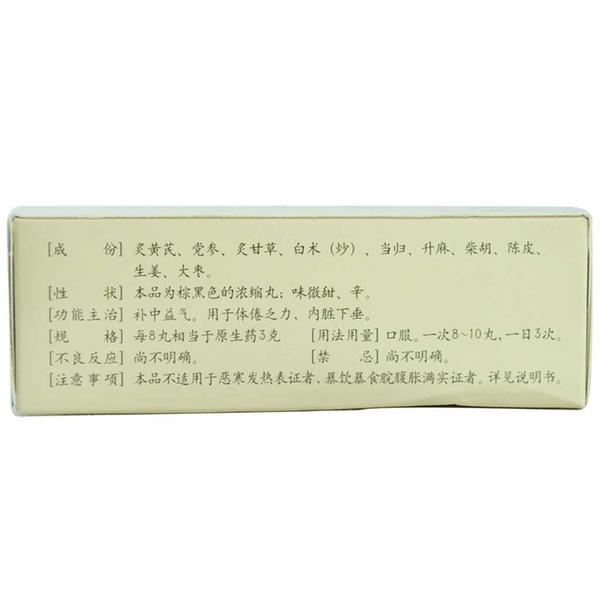 [成　　份] 炙黄芪、党参、炙甘草、白术（炒）、当归、升麻、柴胡、陈皮、
生姜、大枣。
[性　　状] 本品为棕黑色的浓缩丸；味微甜、辛。
[功能主治] 补中益气。用于体倦乏力、内脏下垂。
[规　　格] 每8丸相当于原生药3克 [用法用量] 口服。一次8~10丸，一日3次。
[不良反应] 尚不明确。 [禁　　忌] 尚不明确。
[注意事项] 本品不适用于恶寒发热表证者，暴饮暴食脘腹胀满实证者。详见说明书。